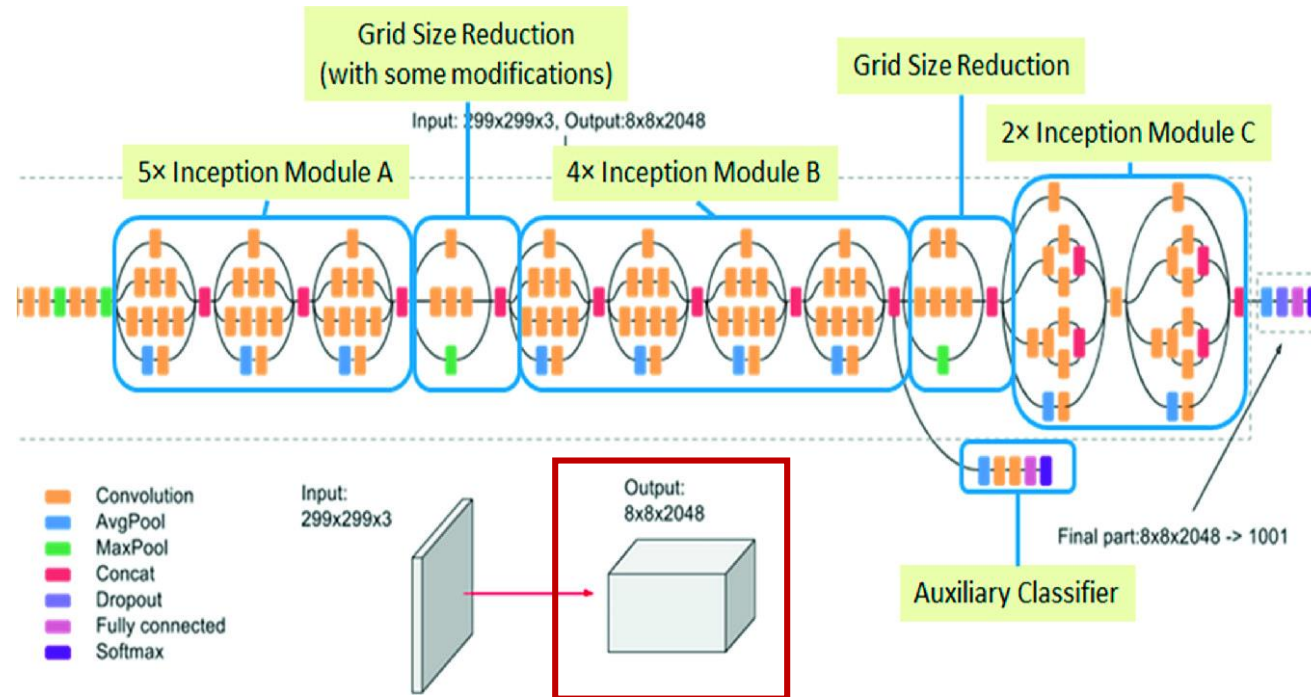 Grid Size Reduction
(with some modifications)
Grid Size Reduction
Input: 299x299x3, Output:8x8x2048
2× Inception Module C
5× Inception Module A
4× Inception Module B
Convolution
AvgPool
MaxPool
Concat
Dropout
Fully connected
Softmax
Input:
299x299x3
Output:
8x8x2048
Final part:8x8x2048 -> 1001
Auxiliary Classifier